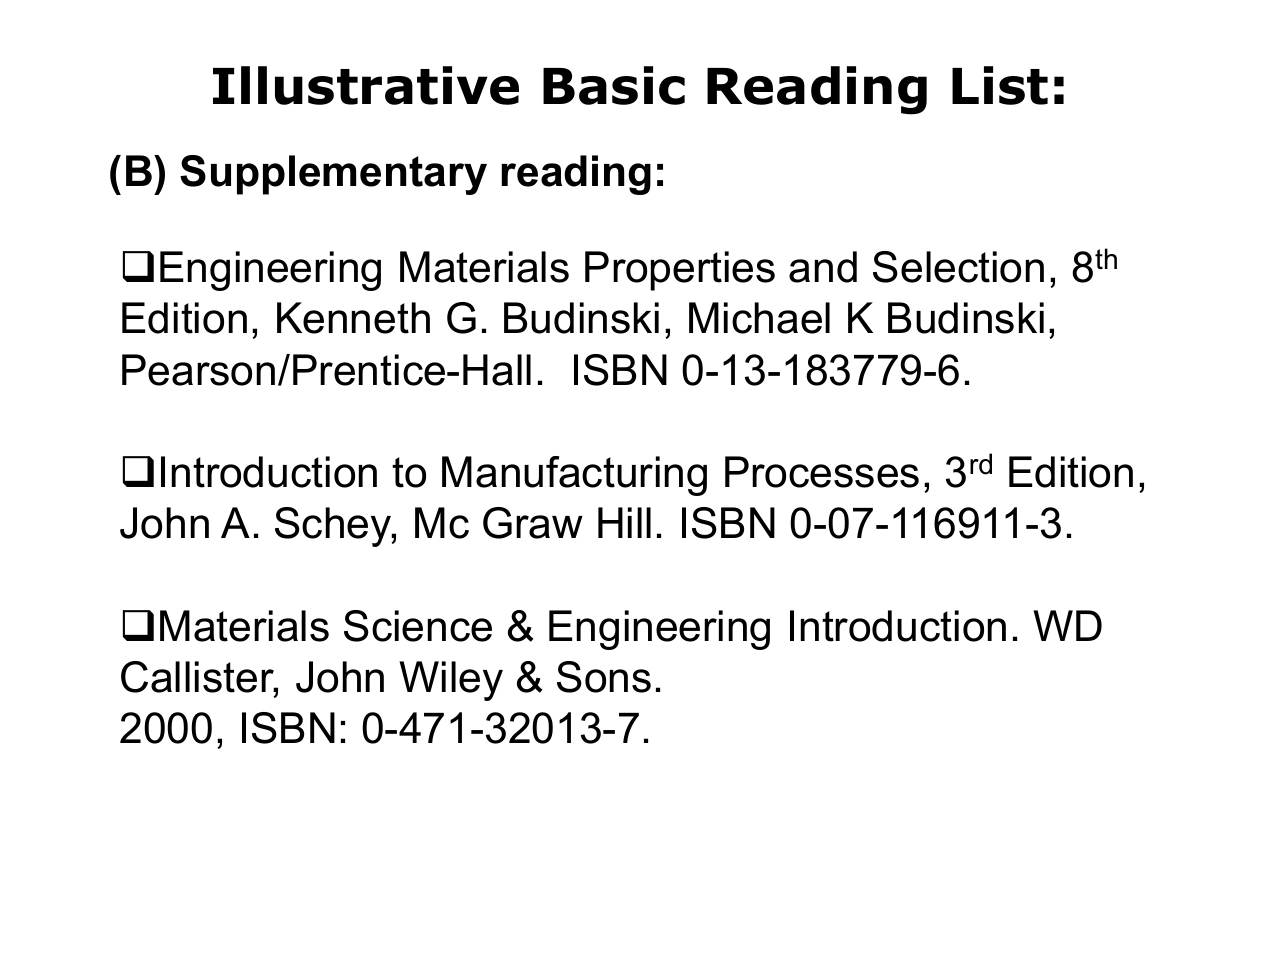 Illustrative Basic Reading List:
(B) Supplementary reading:
❑Engineering Materials Properties and Selection, 8th
Edition, Kenneth G. Budinski, Michael K Budinski,
Pearson/Prentice-Hall.  ISBN 0-13-183779-6.
❑Introduction to Manufacturing Processes, 3rd Edition,
John A. Schey, Mc Graw Hill. ISBN 0-07-116911-3.
❑Materials Science & Engineering Introduction. WD
Callister, John Wiley & Sons.
2000, ISBN: 0-471-32013-7.